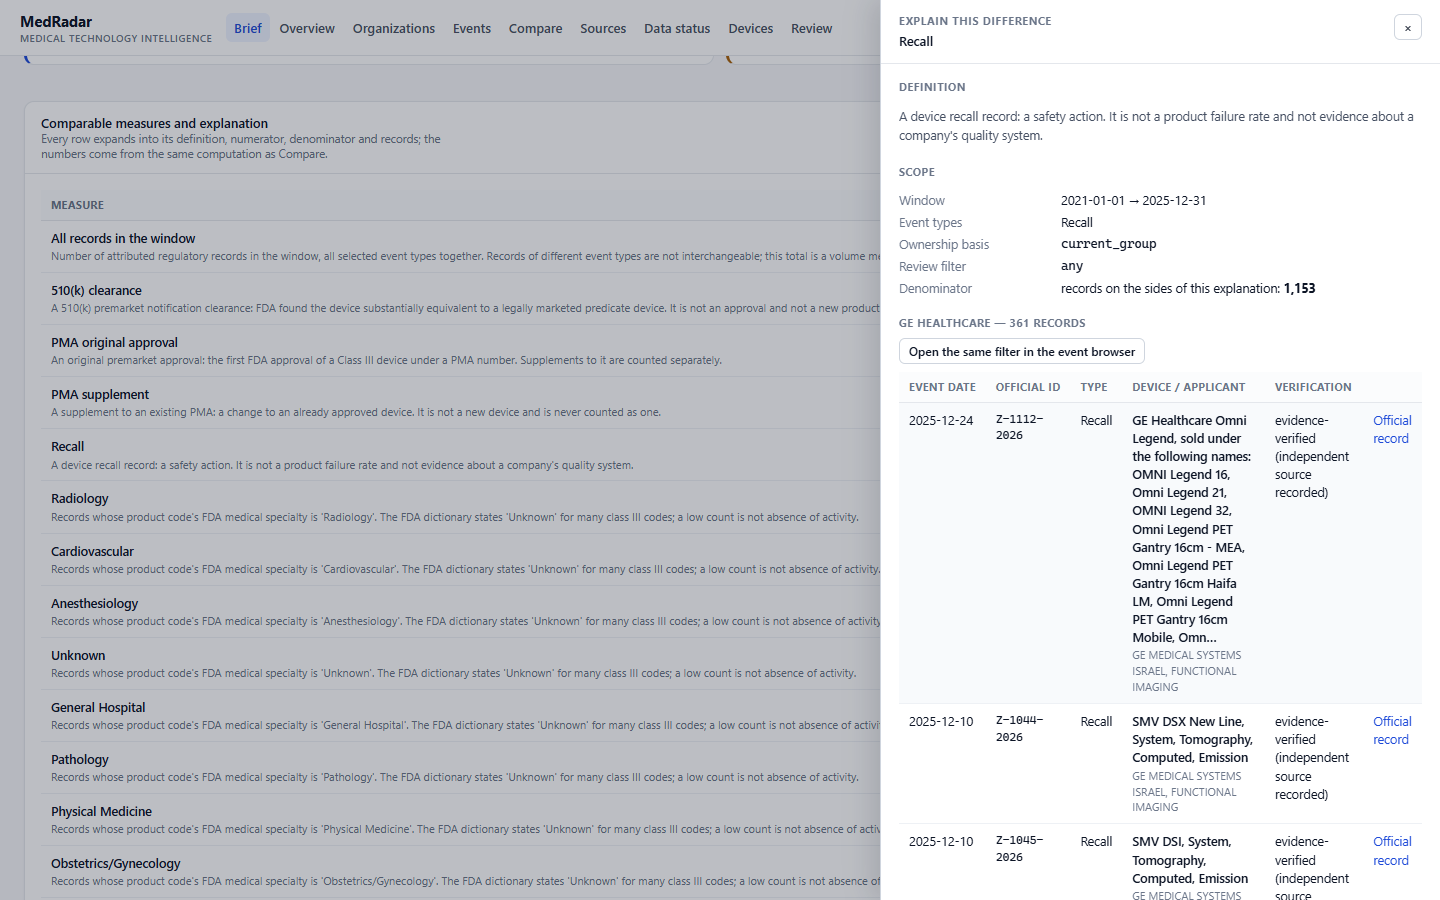 MedRadar
MEDICAL TECHNOLOGY INTELLIGENCE
Brief
Overview
Organizations
Events
Compare
Sources
Data status
Devices
Review
Comparable measures and explanation
Every row expands into its definition, numerator, denominator and records; the
numbers come from the same computation as Compare.
MEASURE
All records in the window
Number of attributed regulatory records in the window, all selected event types together. Records of different event types are not interchangeable; this total is a volume me
510(k) clearance
A 510(k) premarket notification clearance: FDA found the device substantially equivalent to a legally marketed predicate device. It is not an approval and not a new product
PMA original approval
An original premarket approval: the first FDA approval of a Class III device under a PMA number. Supplements to it are counted separately.
PMA supplement
A supplement to an existing PMA: a change to an already approved device. It is not a new device and is never counted as one.
Recall
A device recall record: a safety action. It is not a product failure rate and not evidence about a company's quality system.
Radiology
Records whose product code's FDA medical specialty is 'Radiology'. The FDA dictionary states 'Unknown' for many class III codes; a low count is not absence of activity.
Cardiovascular
Records whose product code's FDA medical specialty is 'Cardiovascular'. The FDA dictionary states 'Unknown' for many class III codes; a low count is not absence of activity.
Anesthesiology
Records whose product code's FDA medical specialty is 'Anesthesiology'. The FDA dictionary states 'Unknown' for many class III codes; a low count is not absence of activity
Unknown
Records whose product code's FDA medical specialty is 'Unknown'. The FDA dictionary states 'Unknown' for many class III codes; a low count is not absence of activity.
General Hospital
Records whose product code's FDA medical specialty is 'General Hospital'. The FDA dictionary states 'Unknown' for many class III codes; a low count is not absence of activi
Pathology
Records whose product code's FDA medical specialty is 'Pathology'. The FDA dictionary states 'Unknown' for many class III codes; a low count is not absence of activity.
Physical Medicine
Records whose product code's FDA medical specialty is 'Physical Medicine'. The FDA dictionary states 'Unknown' for many class III codes; a low count is not absence of activ
Obstetrics/Gynecology
Records whose product code's FDA medical specialty is 'Obstetrics/Gynecology'. The FDA dictionary states 'Unknown' for many class III codes; a low count is not absence of
EXPLAIN THIS DIFFERENCE
Recall
×
DEFINITION
A device recall record: a safety action. It is not a product failure rate and not evidence about a
company's quality system.
SCOPE
Window 2021-01-01 → 2025-12-31
Event types Recall
Ownership basis current_group
Review filter any
Denominator records on the sides of this explanation: 1,153
GE HEALTHCARE — 361 RECORDS
Open the same filter in the event browser
EVENT DATE OFFICIAL ID TYPE DEVICE / APPLICANT VERIFICATION
2025-12-24
Z-1112-
2026
Recall
GE Healthcare Omni
Legend, sold under
the following names:
OMNI Legend 16,
Omni Legend 21,
OMNI Legend 32,
Omni Legend PET
Gantry 16cm - MEA,
Omni Legend PET
Gantry 16cm Haifa
LM, Omni Legend
PET Gantry 16cm
Mobile, Omn...
GE MEDICAL SYSTEMS
ISRAEL, FUNCTIONAL
IMAGING
evidence-
verified
(independent
source
recorded)
Official
record
2025-12-10
Z-1044-
2026
Recall
SMV DSX New Line,
System, Tomography,
Computed, Emission
GE MEDICAL SYSTEMS
ISRAEL, FUNCTIONAL
IMAGING
evidence-
verified
(independent
source
recorded)
Official
record
2025-12-10
Z-1045-
2026
Recall
SMV DSI, System,
Tomography,
Computed, Emission
GE MEDICAL SYSTEMS
evidence-
verified
(independent
source
Official
record